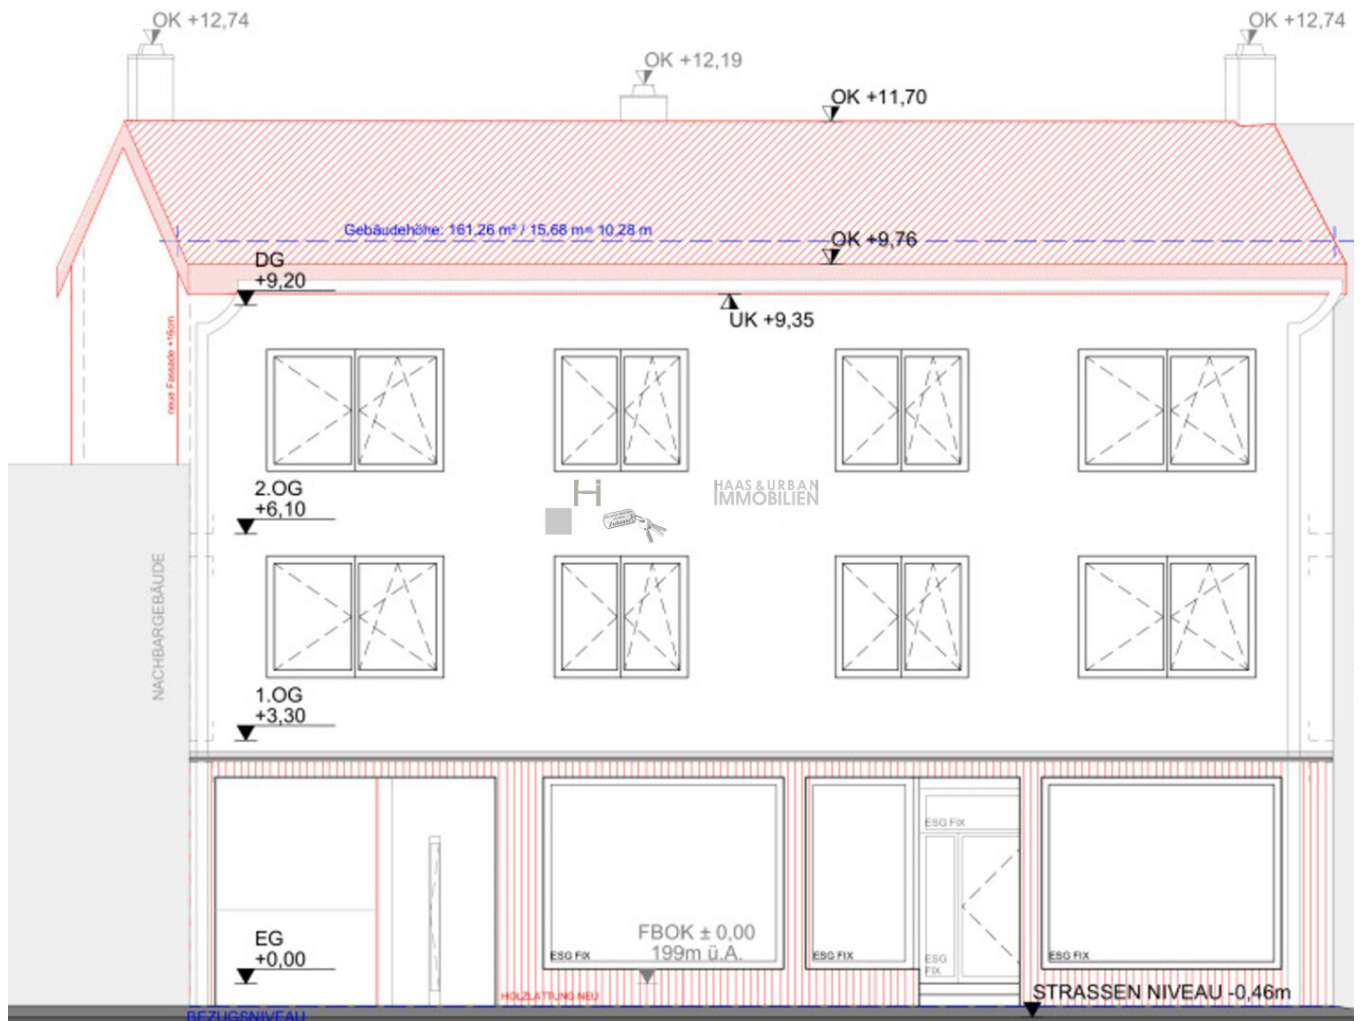 OK +12,74
OK +12,19
OK +12,74
OK +11,70
Gebäudehöhe: 161,26 m² / 15,68 m= 10,28 m
OK +9,76
DG
+9,20
UK +9,35
neue Fassade +16cm
HAAS & URBAN
IMMOBILIEN
2.OG
+6,10
NACHBARGEBÄUDE
1.OG
+3,30
ESG FIX
EG
+0,00
FBOK ± 0,00
199m ü.A.
ESG FIX
ESG FIX
ESG
FIX
ESG FIX
HOLZLATTUNG NEU
STRASSEN NIVEAU -0,46m
BEZUGSNIVEAU